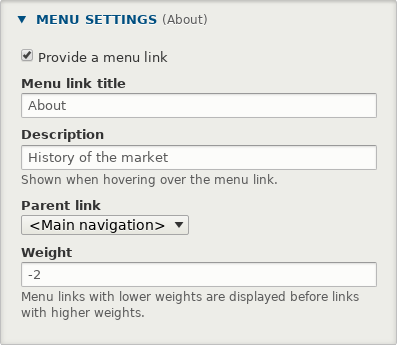 MENU SETTINGS (About)
Provide a menu link
Menu link title
About
Description
History of the market
Shown when hovering over the menu link.
Parent link
<Main navigation>
Weight
-2
Menu links with lower weights are displayed before links
with higher weights.